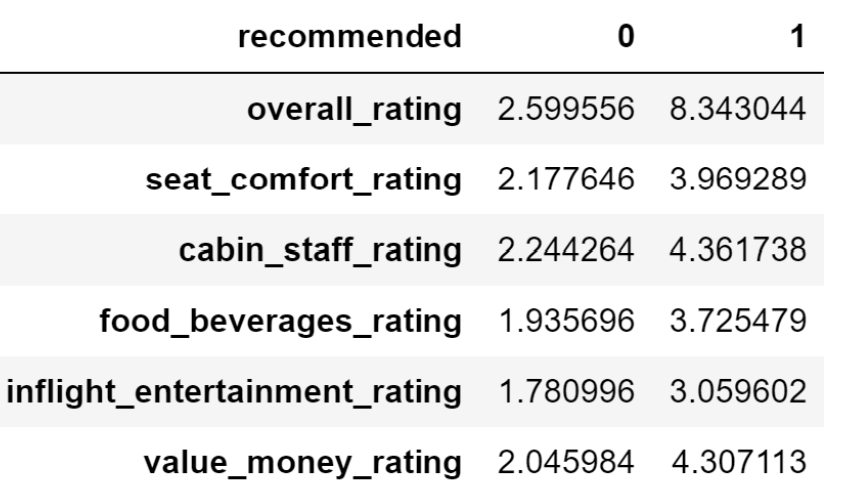 recommended 0 1
overall_rating 2.599556 8.343044
seat_comfort_rating 2.177646 3.969289
cabin_staff_rating 2.244264 4.361738
food_beverages_rating 1.935696 3.725479
inflight_entertainment_rating 1.780996 3.059602
value_money_rating 2.045984 4.307113